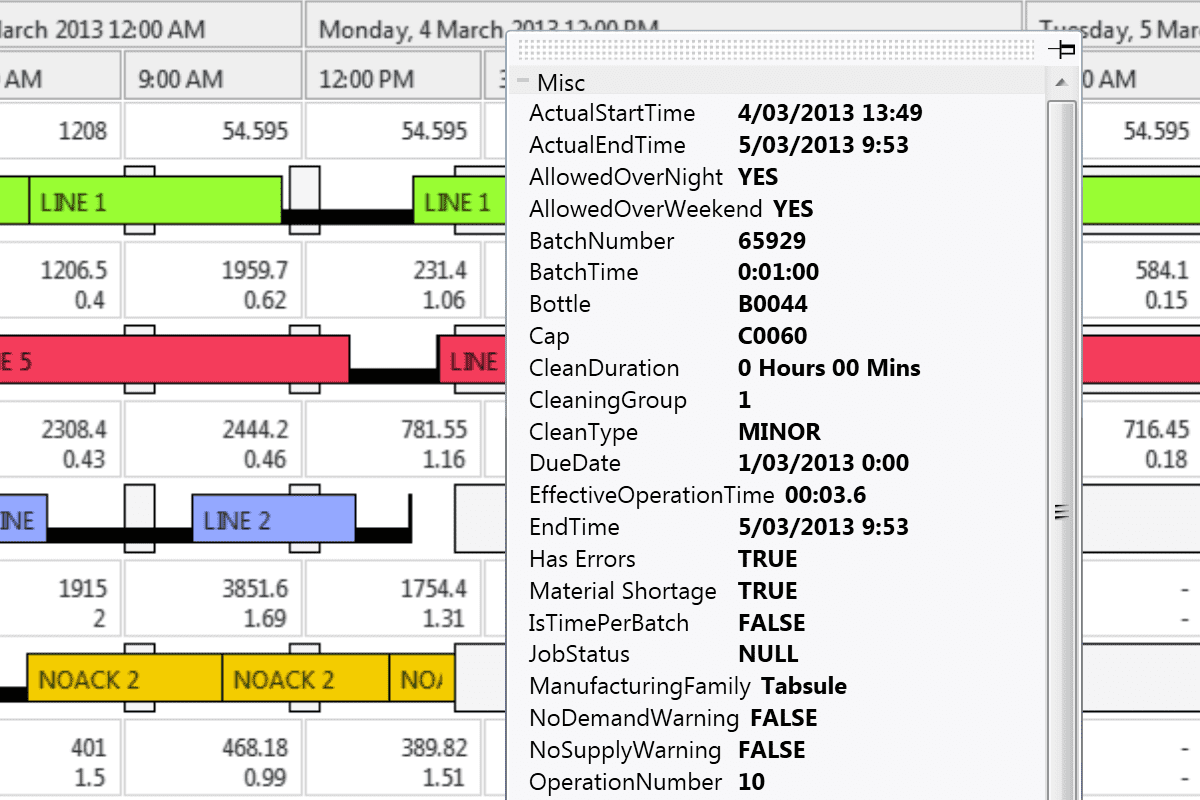 March 2013 12:00 AM
Monday, 4 March 2013 12:00 PM
Tuesday, 5 Mar
AM
9:00 AM
12:00 PM
0 AM
1208
54.595
54.595
54.595
LINE 1
LINE 1
1206.5
1959.7
231.4
584.1
0.4
0.62
1.06
0.15
E 5
LINE
2308.4
2444.2
781.55
716.45
0.43
0.46
1.16
0.18
INE
LINE 2
1915
3851.6
1754.4
-
2
1.69
1.31
-
NOACK 2
NOACK 2
NOA
401
468.18
389.82
-
1.5
0.99
1.51
-
Misc
ActualStartTime 4/03/2013 13:49
ActualEndTime 5/03/2013 9:53
AllowedOverNight YES
AllowedOverWeekend YES
BatchNumber 65929
BatchTime 0:01:00
Bottle B0044
Cap C0060
CleanDuration 0 Hours 00 Mins
CleaningGroup 1
CleanType MINOR
DueDate 1/03/2013 0:00
EffectiveOperationTime 00:03.6
EndTime 5/03/2013 9:53
Has Errors TRUE
Material Shortage TRUE
IsTimePerBatch FALSE
JobStatus NULL
ManufacturingFamily Tabsule
NoDemandWarning FALSE
NoSupplyWarning FALSE
OperationNumber 10